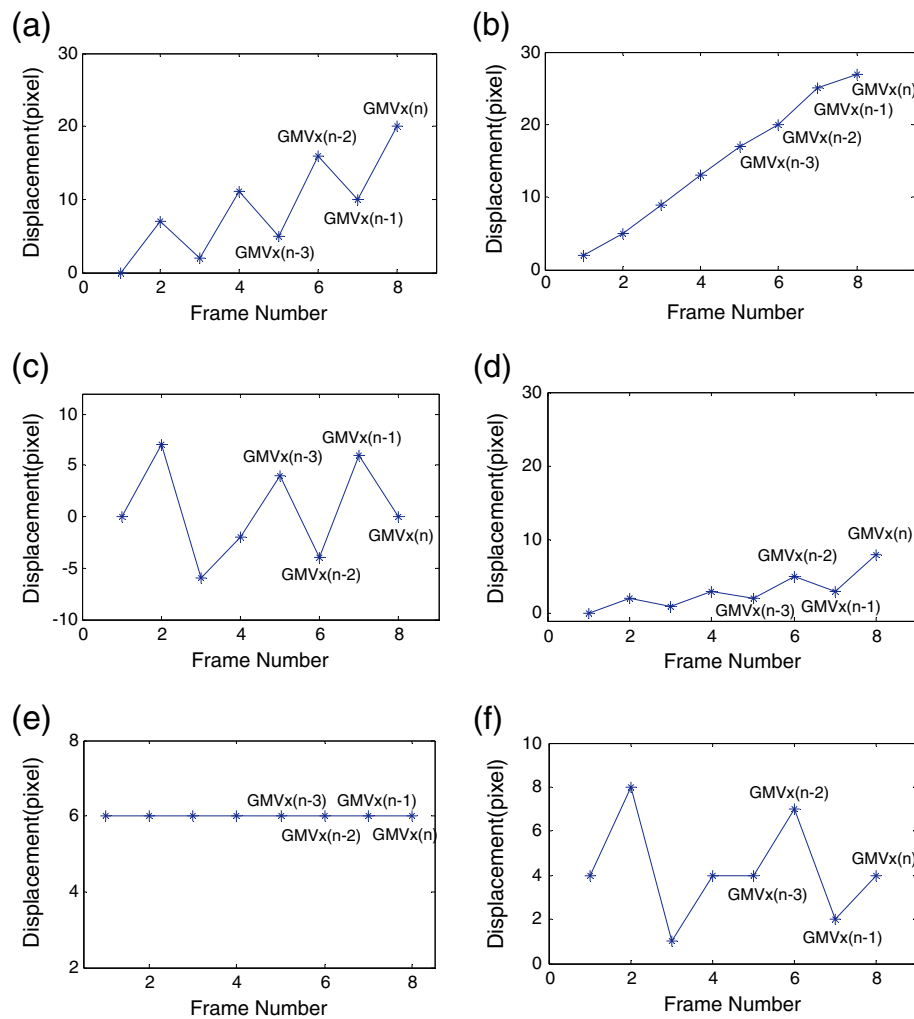 (a)
30
20
10
0
0
2
4
6
8
Displacement(pixel)
Frame Number
GMVx(n)
GMVx(n-2)
GMVx(n-1)
GMVx(n-3)
(b)
30
20
10
0
0
2
4
6
8
Displacement(pixel)
Frame Number
GMVx(n)
GMVx(n-1)
GMVx(n-2)
GMVx(n-3)
(c)
10
5
0
-5
-10
0
2
4
6
8
Displacement(pixel)
Frame Number
GMVx(n-1)
GMVx(n-3)
GMVx(n)
GMVx(n-2)
(d)
30
20
10
0
0
2
4
6
8
Displacement(pixel)
Frame Number
GMVx(n)
GMVx(n-2)
GMVx(n-3)
GMVx(n-1)
(e)
8
6
4
2
2
4
6
8
Displacement(pixel)
Frame Number
GMVx(n-3)
GMVx(n-1)
GMVx(n-2)
GMVx(n)
(f)
10
8
6
4
2
0
0
2
4
6
8
Displacement(pixel)
Frame Number
GMVx(n-2)
GMVx(n)
GMVx(n-3)
GMVx(n-1)